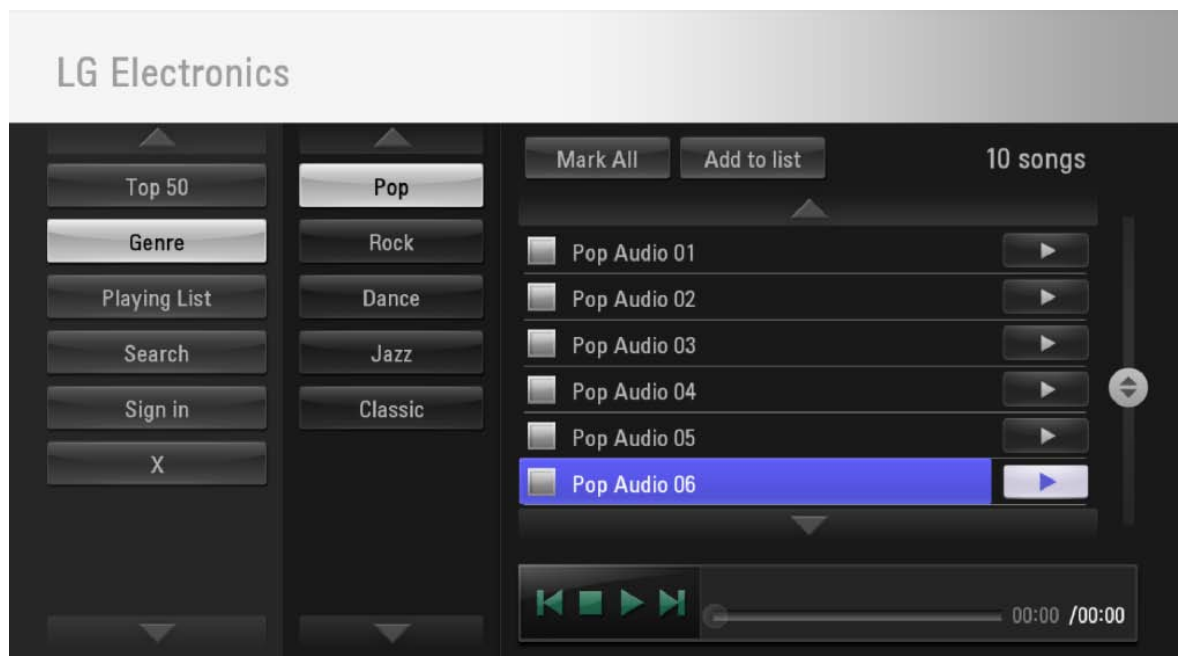 LG Electronics
Top 50
Genre
Playing List
Search
Sign in
X
Pop
Rock
Dance
Jazz
Classic
Mark All
Add to list
10 songs
Pop Audio 01
Pop Audio 02
Pop Audio 03
Pop Audio 04
Pop Audio 05
Pop Audio 06
00:00 /00:00